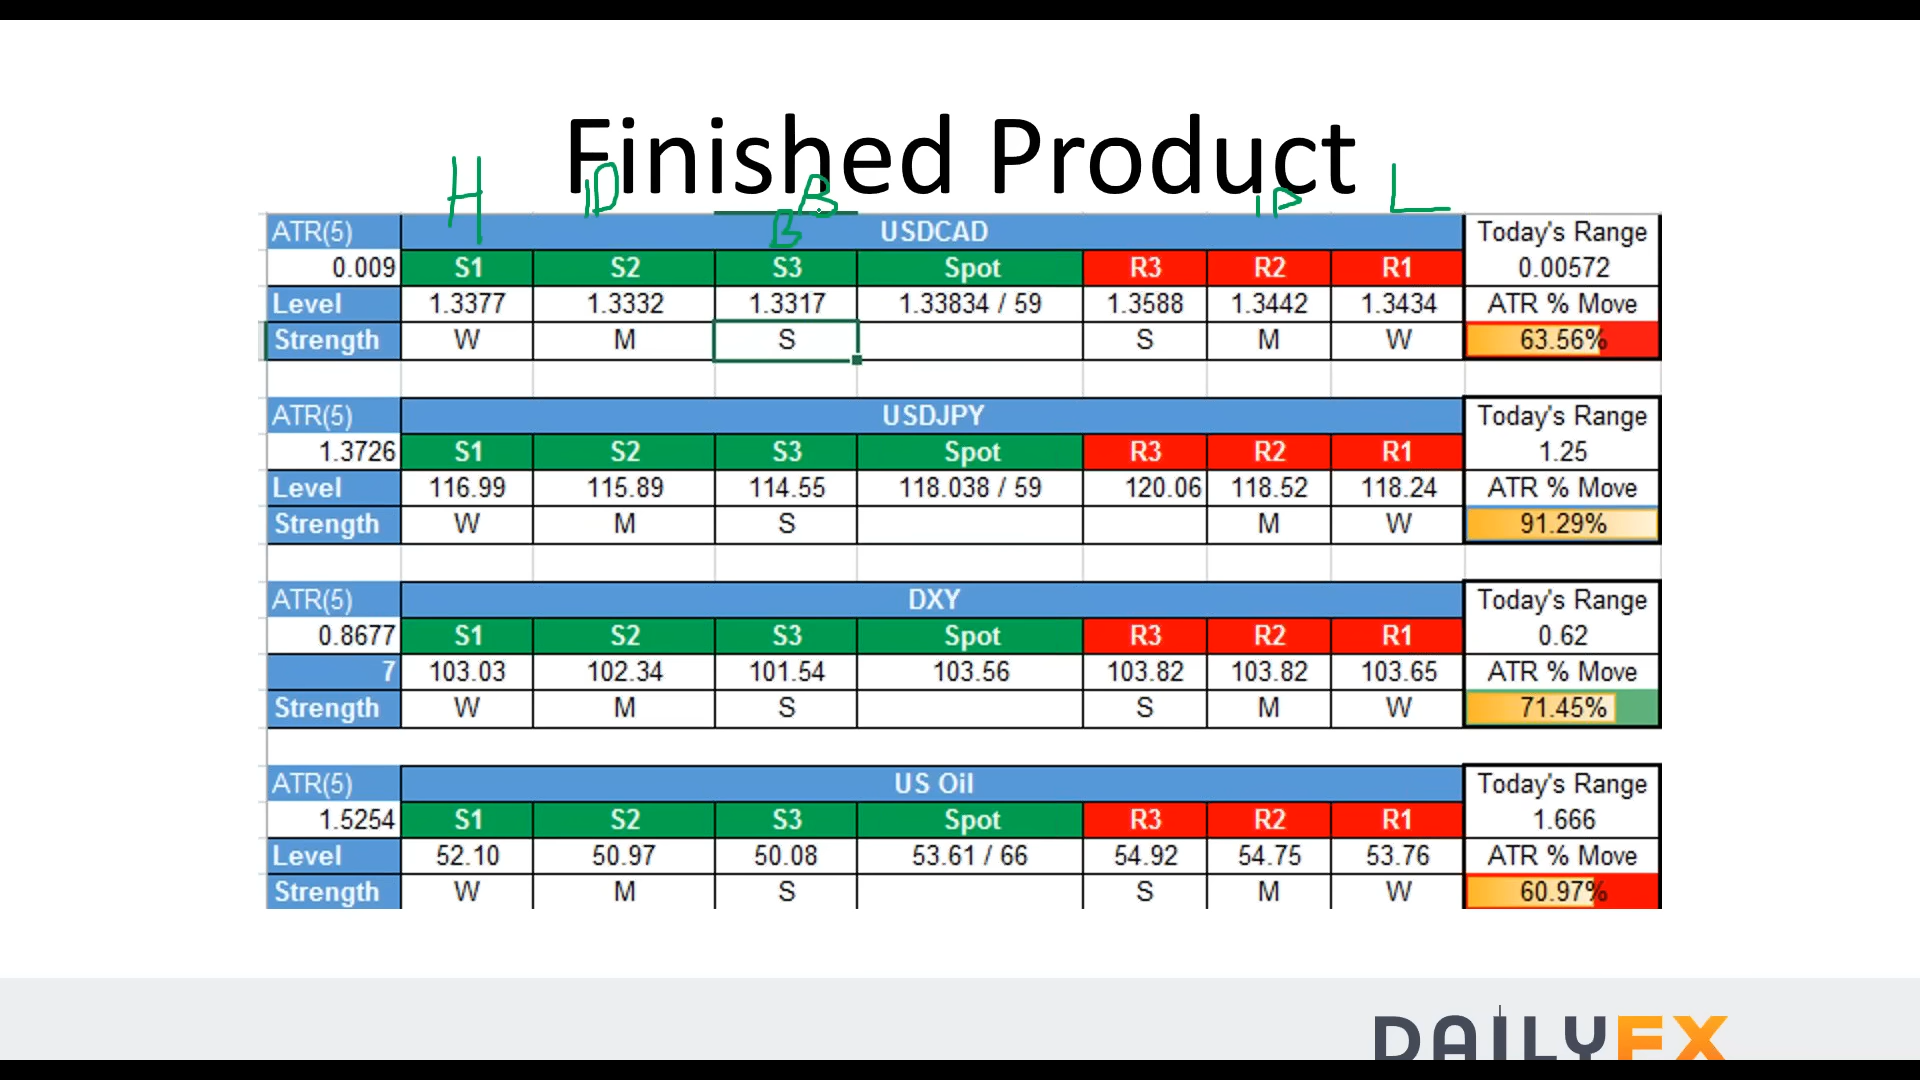 Finished Product
H ID B B IP L
ATR(5) USDCAD Today's Range
0.009 S1 S2 S3 Spot R3 R2 R1 0.00572
Level 1.3377 1.3332 1.3317 1.33834 / 59 1.3588 1.3442 1.3434 ATR % Move
Strength W M S S M W 63.56%
ATR(5) USDJPY Today's Range
1.3726 S1 S2 S3 Spot R3 R2 R1 1.25
Level 116.99 115.89 114.55 118.038 / 59 120.06 118.52 118.24 ATR % Move
Strength W M S M W 91.29%
ATR(5) DXY Today's Range
0.8677 S1 S2 S3 Spot R3 R2 R1 0.62
7 103.03 102.34 101.54 103.56 103.82 103.82 103.65 ATR % Move
Strength W M S S M W 71.45%
ATR(5) US Oil Today's Range
1.5254 S1 S2 S3 Spot R3 R2 R1 1.666
Level 52.10 50.97 50.08 53.61 / 66 54.92 54.75 53.76 ATR % Move
Strength W M S S M W 60.97%
DAILYFX